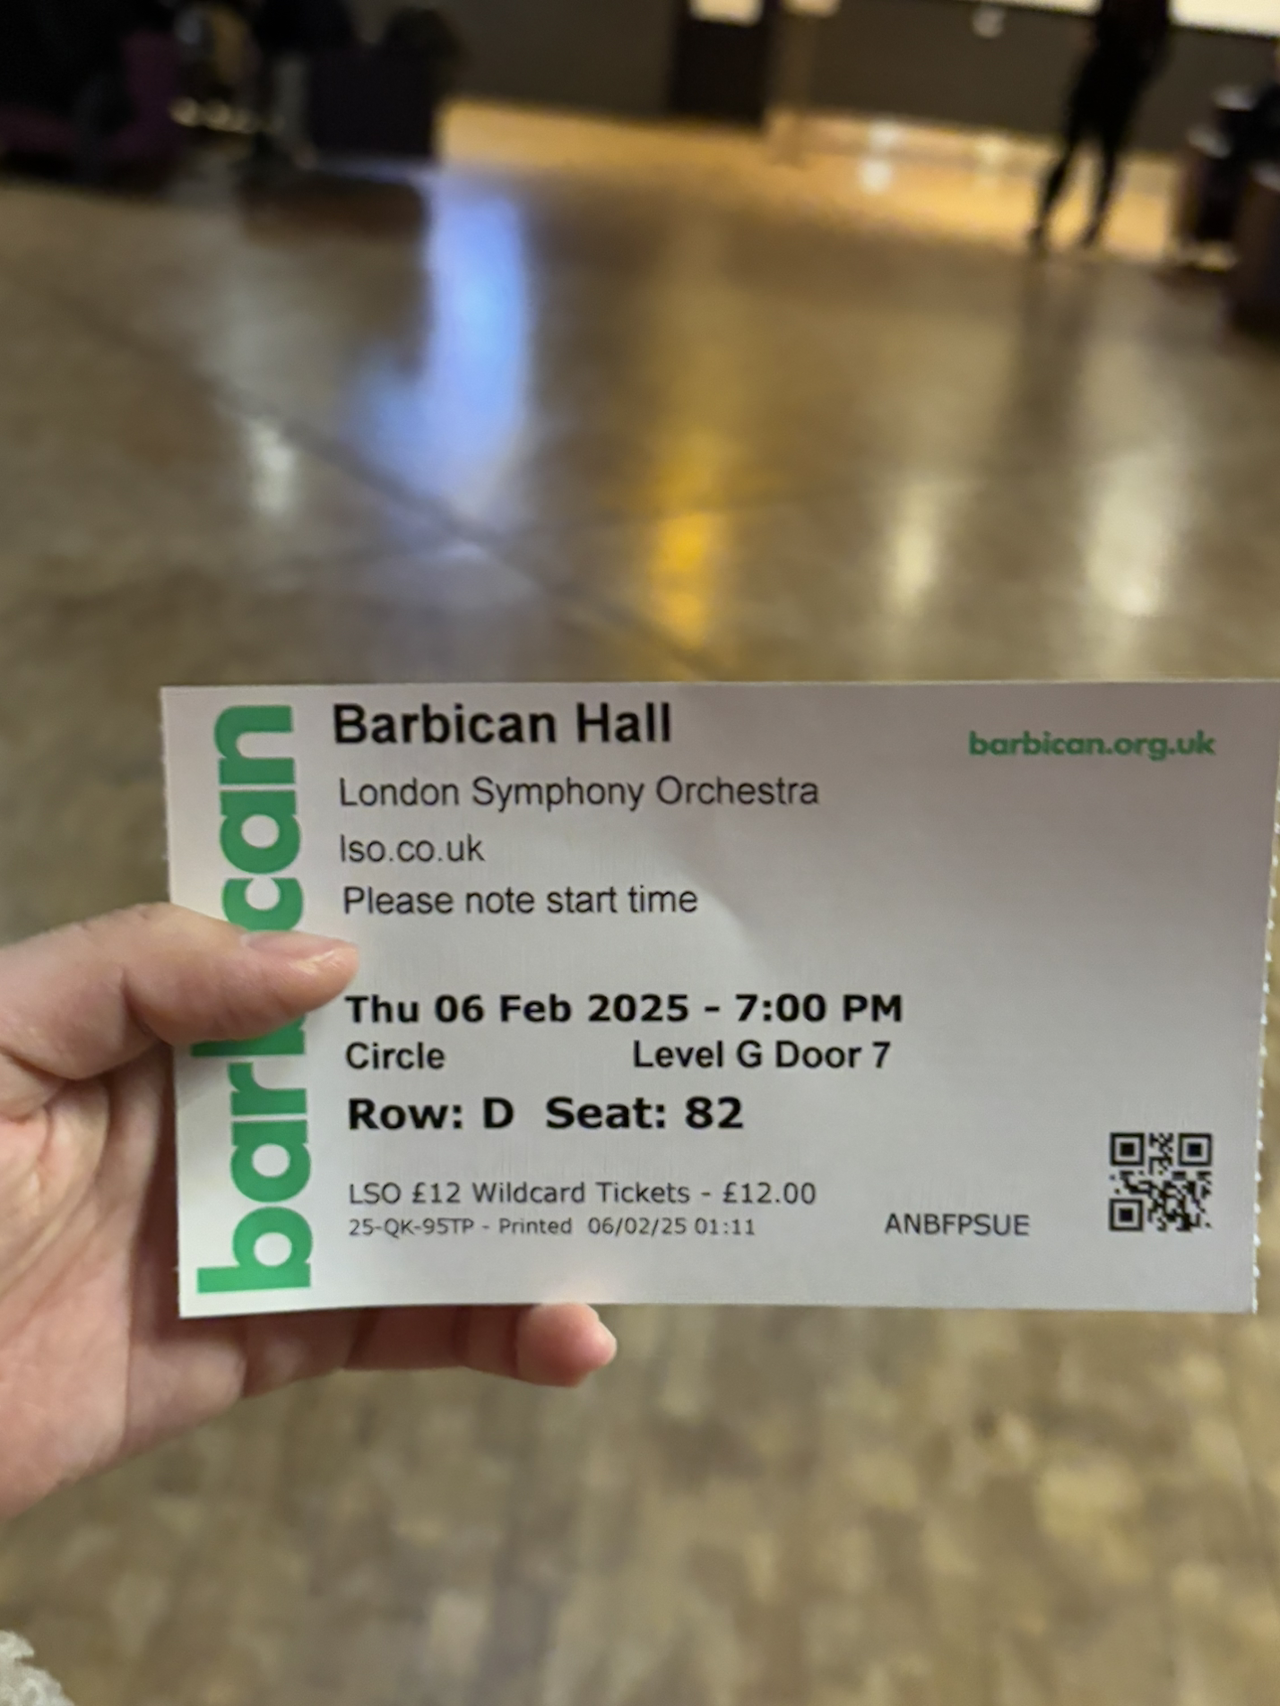 barbican
Barbican Hall
barbican.org.uk
London Symphony Orchestra
lso.co.uk
Please note start time
Thu 06 Feb 2025 - 7:00 PM
Circle Level G Door 7
Row: D Seat: 82
LSO £12 Wildcard Tickets - £12.00
25-QK-95TP - Printed 06/02/25 01:11 ANBFPSUE